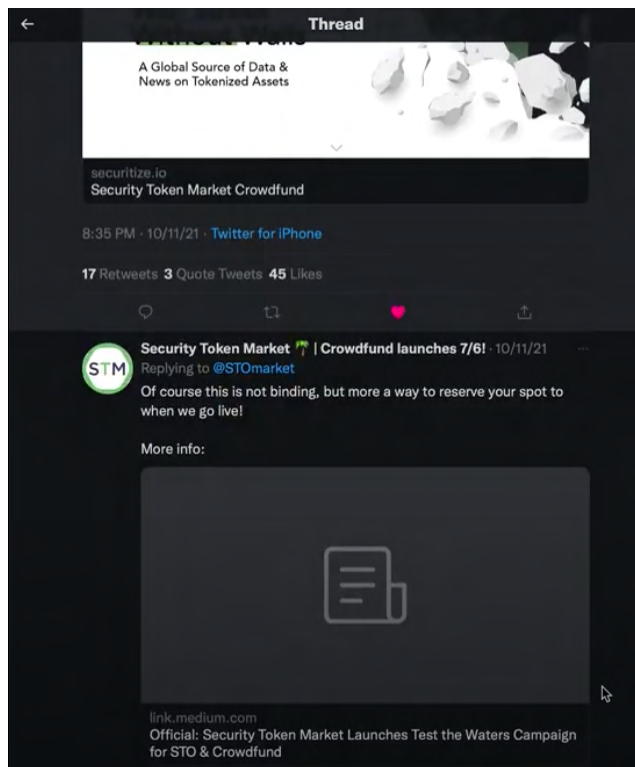 Thread
A Global Source of Data &
News on Tokenized Assets
securitize.io
Security Token Market Crowdfund
8:35 PM · 10/11/21 · Twitter for iPhone
17 Retweets 3 Quote Tweets 45 Likes
Security Token Market 🌴 | Crowdfund launches 7/6! · 10/11/21
STM
Replying to @STOmarket
Of course this is not binding, but more a way to reserve your spot to
when we go live!
More info:
link.medium.com
Official: Security Token Market Launches Test the Waters Campaign
for STO & Crowdfund